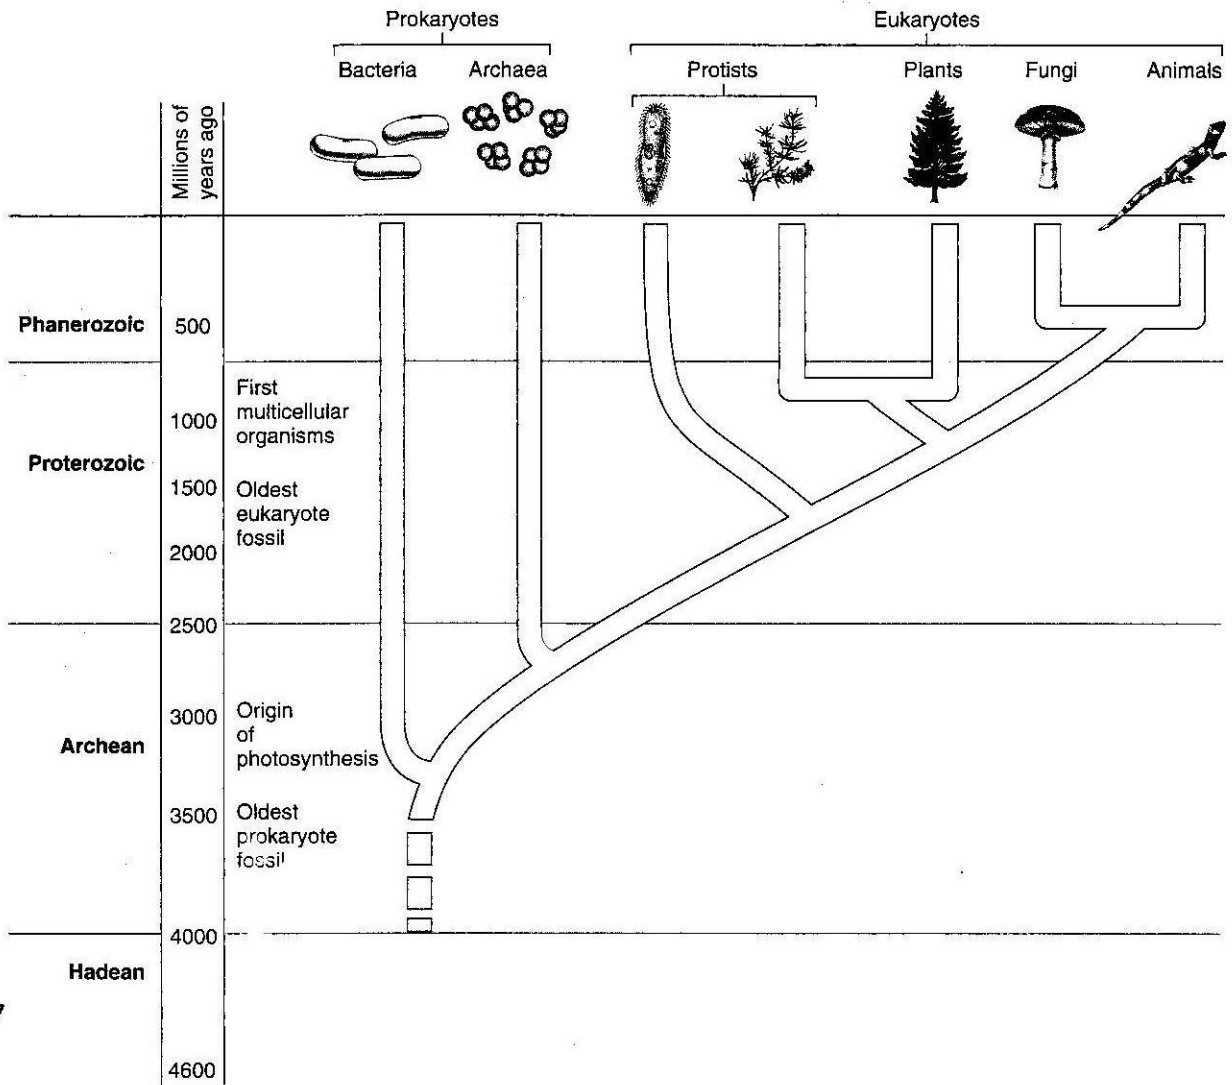 Prokaryotes
Eukaryotes
Bacteria
Archaea
Protists
Plants
Fungi
Animals
Millions of
years ago
Phanerozoic
500
First
multicellular
organisms
1000
Proterozoic
1500
Oldest
eukaryote
fossil
2000
2500
Origin
of
photosynthesis
3000
Archean
3500
Oldest
prokaryote
fossil
4000
Hadean
4600